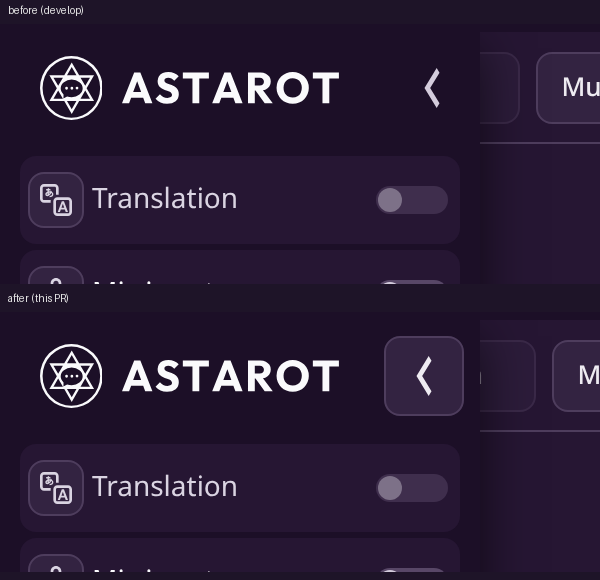 before (develop)
ASTAROT
Mu
Translation
after (this PR)
ASTAROT
M
Translation